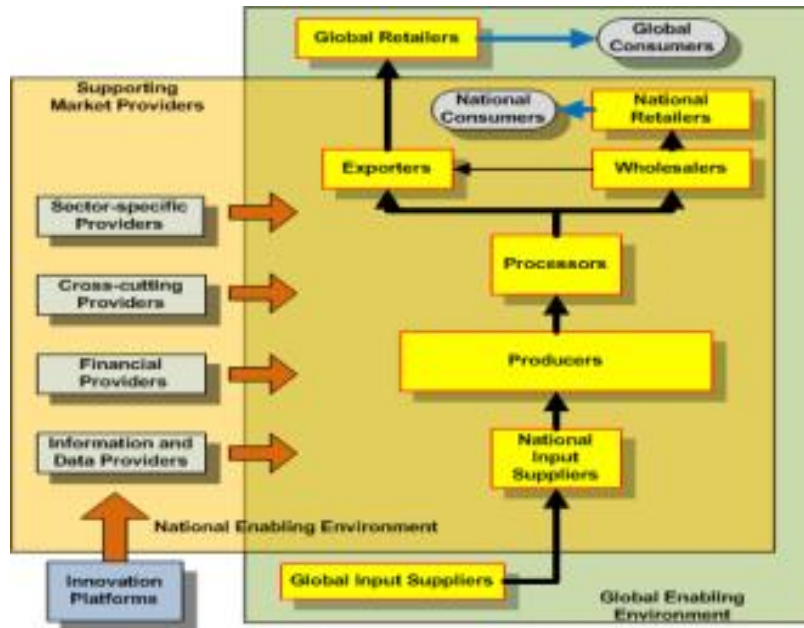 Global Retailers
Global
Consumers
Supporting
Market Providers
National
Consumers
National
Retailers
Exporters
Wholesalers
Sector-specific
Providers
Processors
Cross-cutting
Providers
Financial
Providers
Producers
Information and
Data Providers
National
Input
Suppliers
National Enabling Environment
Innovation
Platforms
Global Input Suppliers
Global Enabling
Environment